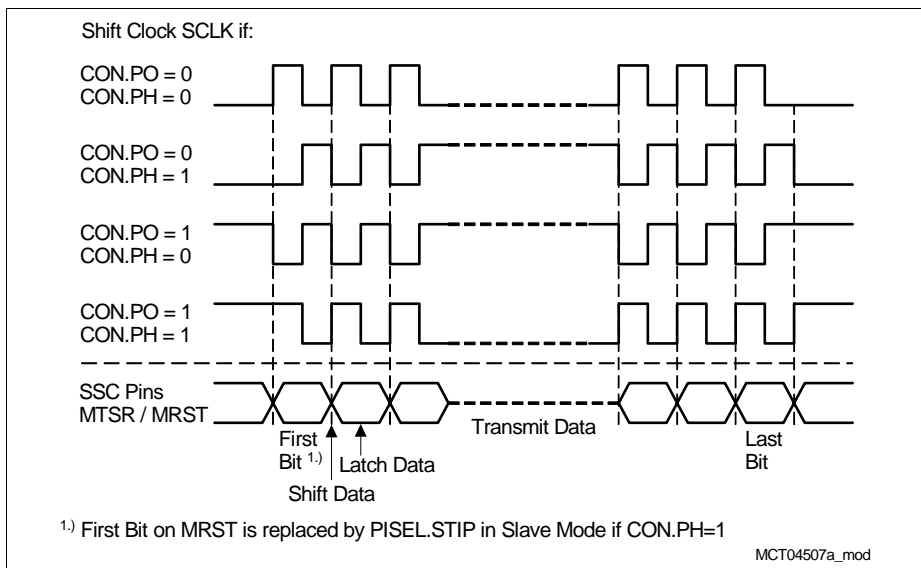 Shift Clock SCLK if:
CON.PO = 0
CON.PH = 0
CON.PO = 0
CON.PH = 1
CON.PO = 1
CON.PH = 0
CON.PO = 1
CON.PH = 1
SSC Pins
MTSR / MRST
Transmit Data
First
Bit 1.)
Latch Data
Shift Data
Last
Bit
1.) First Bit on MRST is replaced by PISEL.STIP in Slave Mode if CON.PH=1
MCT04507a_mod